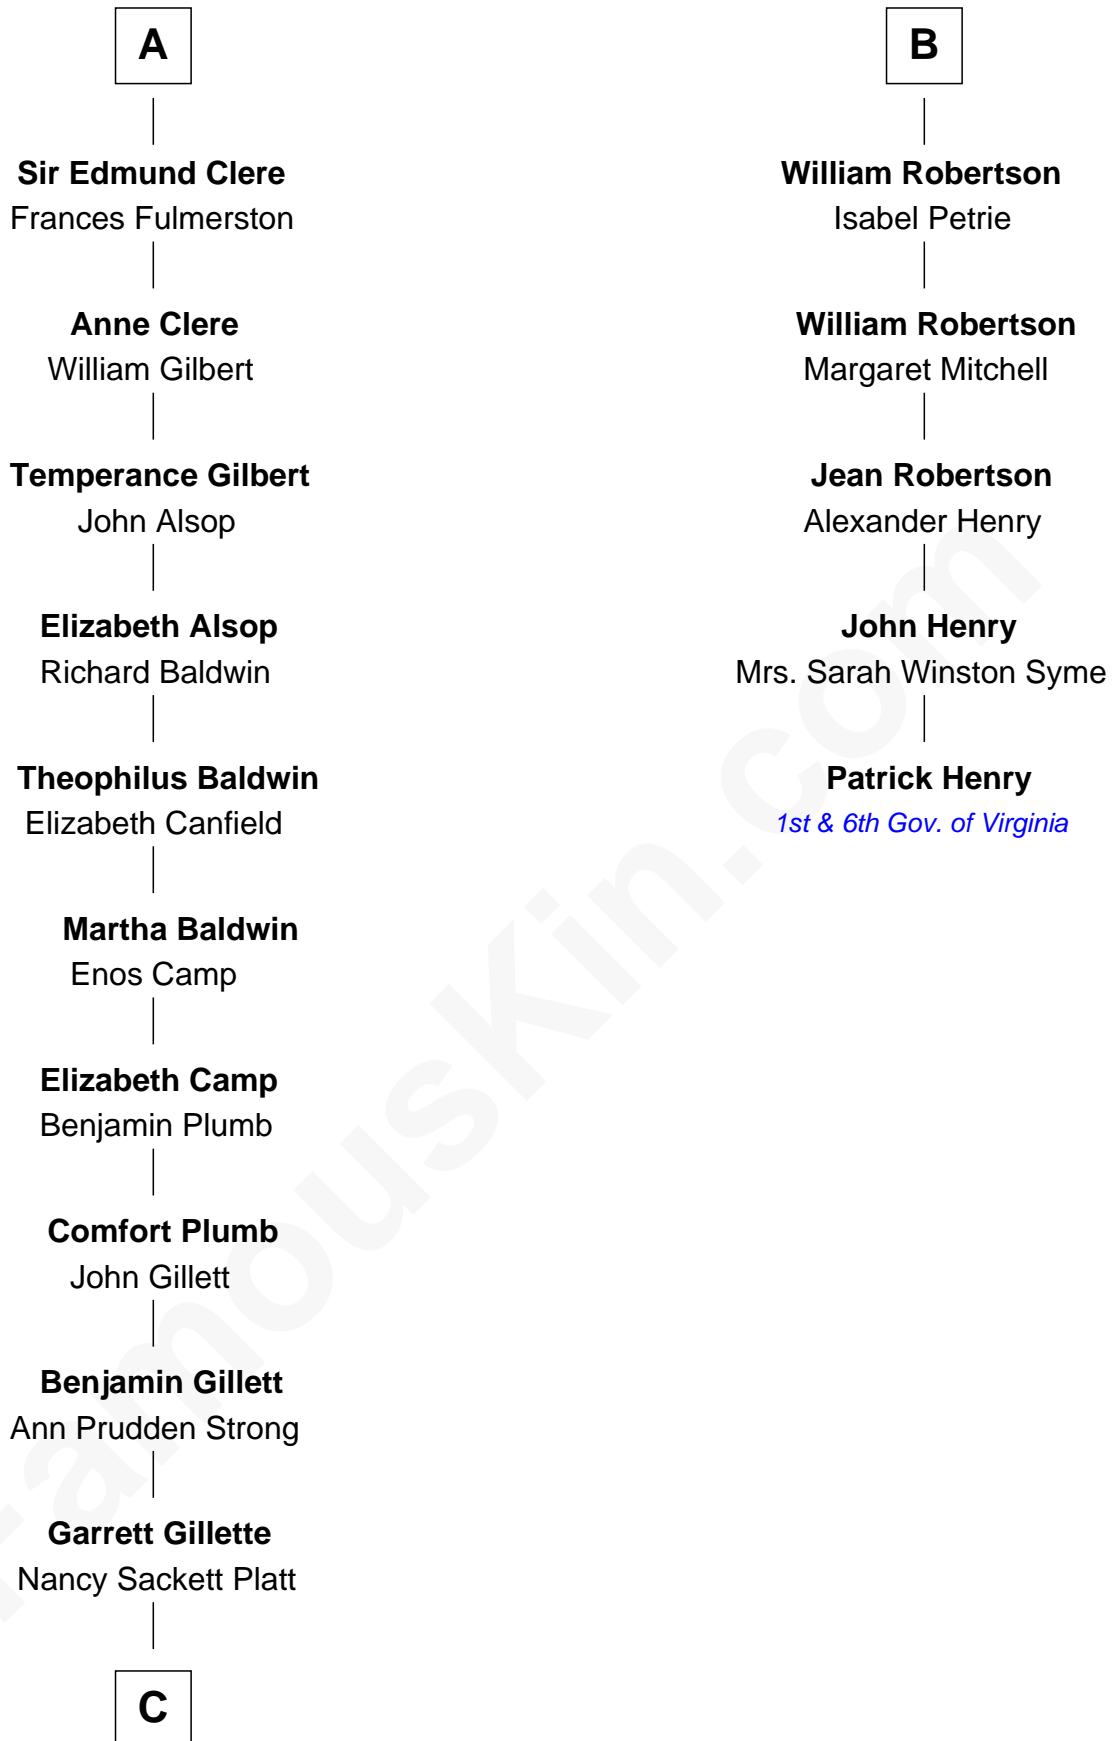 A
Sir Edmund Clere
Frances Fulmerston
Anne Clere
William Gilbert
Temperance Gilbert
John Alsop
Elizabeth Alsop
Richard Baldwin
Theophilus Baldwin
Elizabeth Canfield
Martha Baldwin
Enos Camp
Elizabeth Camp
Benjamin Plumb
Comfort Plumb
John Gillett
Benjamin Gillett
Ann Prudden Strong
Garrett Gillette
Nancy Sackett Platt
C
B
William Robertson
Isabel Petrie
William Robertson
Margaret Mitchell
Jean Robertson
Alexander Henry
John Henry
Mrs. Sarah Winston Syme
Patrick Henry
1st & 6th Gov. of Virginia
FamousKin.com